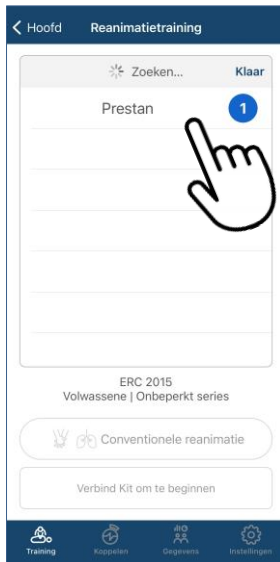 Hoofd Reanimatietraining
Zoeken... Klaar
Prestan 1
ERC 2015
Volwassene | Onbeperkt series
Conventionele reanimatie
Verbind Kit om te beginnen
Training Koppelen Gegevens Instellingen